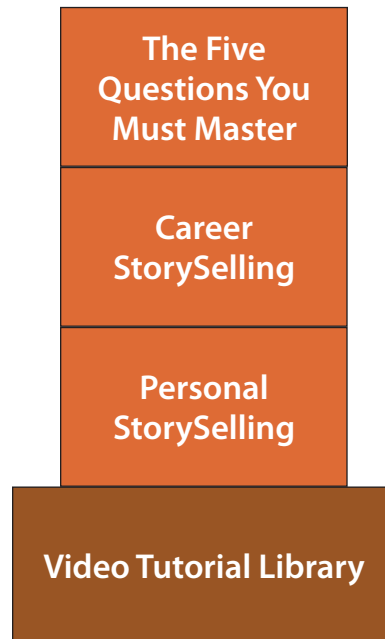 The Five
Questions You
Must Master
Career
StorySelling
Personal
StorySelling
Video Tutorial Library